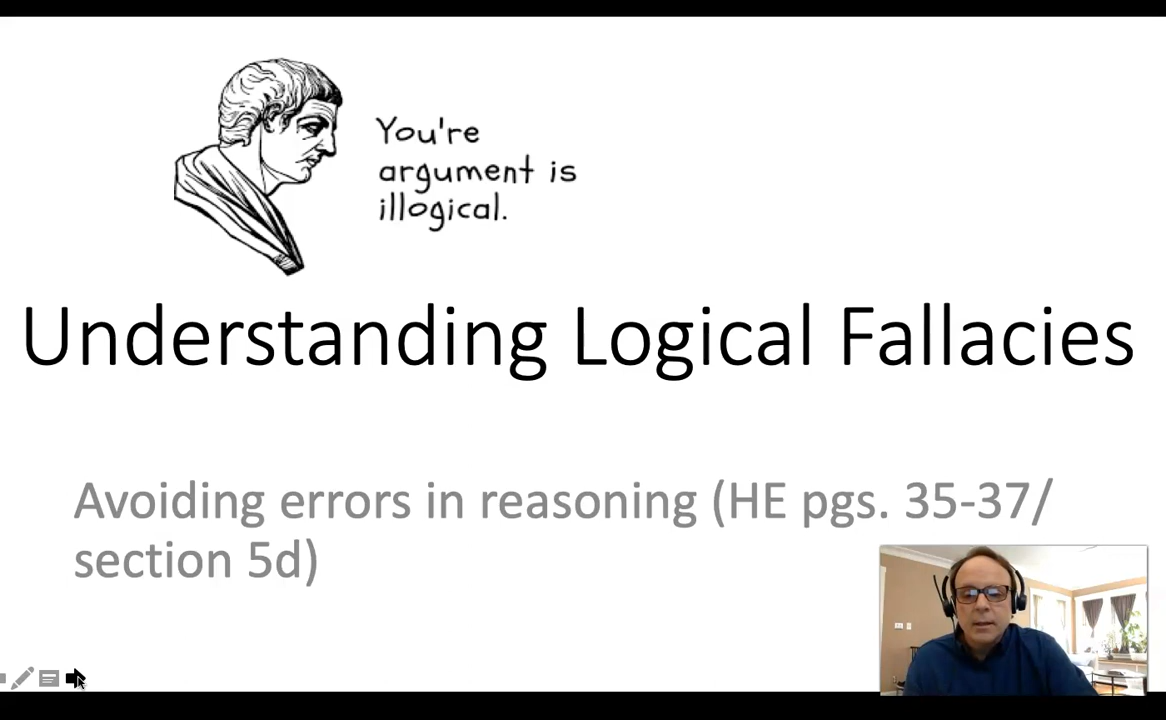 You're
argument is
illogical.
Understanding Logical Fallacies
Avoiding errors in reasoning (HE pgs. 35-37/
section 5d)